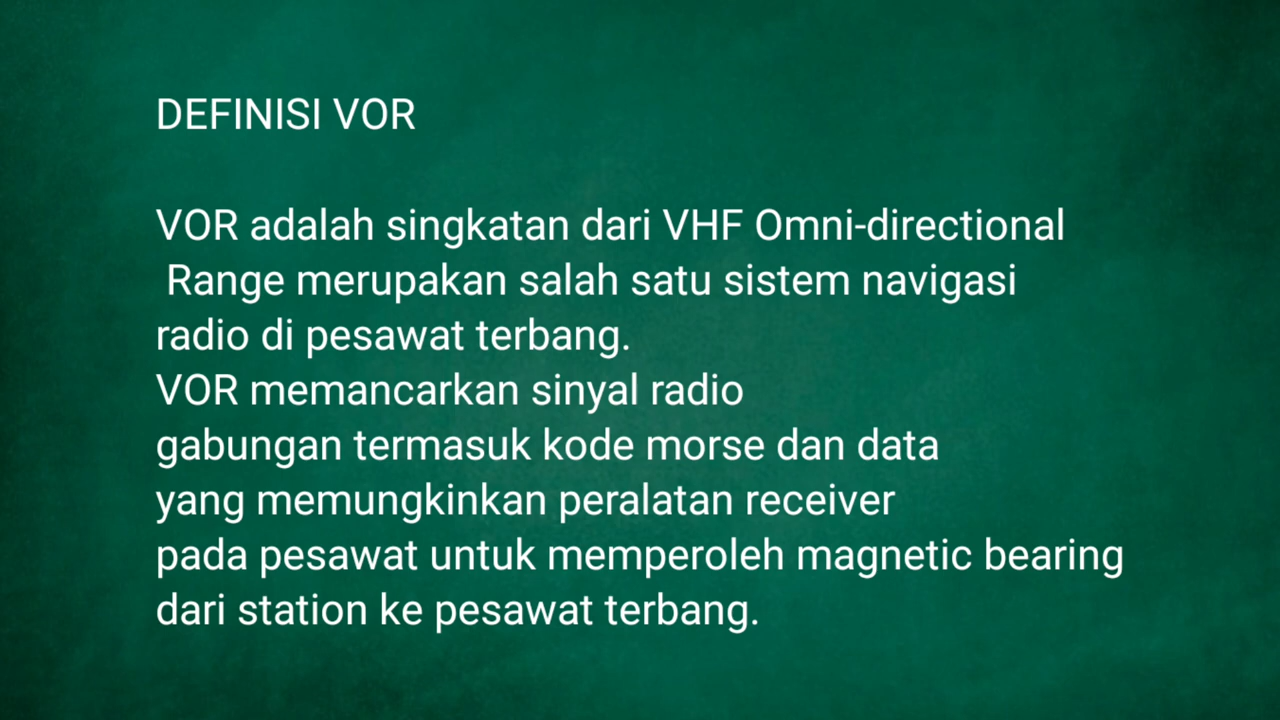 DEFINISI VOR
VOR adalah singkatan dari VHF Omni-directional
Range merupakan salah satu sistem navigasi
radio di pesawat terbang.
VOR memancarkan sinyal radio
gabungan termasuk kode morse dan data
yang memungkinkan peralatan receiver
pada pesawat untuk memperoleh magnetic bearing
dari station ke pesawat terbang.